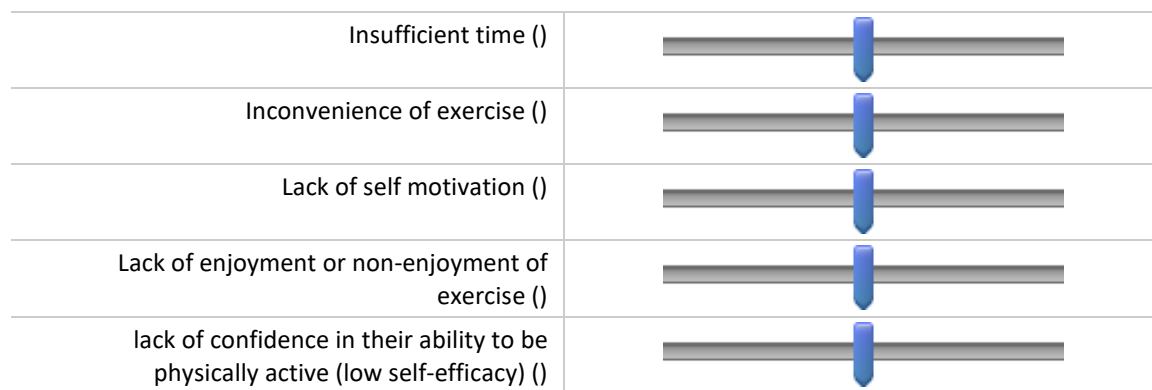 Insufficient time ()
Inconvenience of exercise ()
Lack of self motivation ()
Lack of enjoyment or non-enjoyment of
exercise ()
lack of confidence in their ability to be
physically active (low self-efficacy) ()